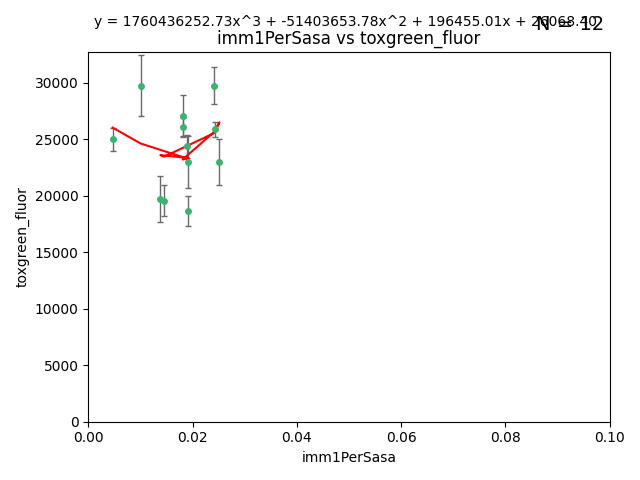 y = 1760436252.73x^3 + -51403653.78x^2 + 196455.01x + 26068.40
N = 12
imm1PerSasa vs toxgreen_fluor
30000
25000
20000
15000
10000
5000
0
toxgreen_fluor
0.00 0.02 0.04 0.06 0.08 0.10
imm1PerSasa